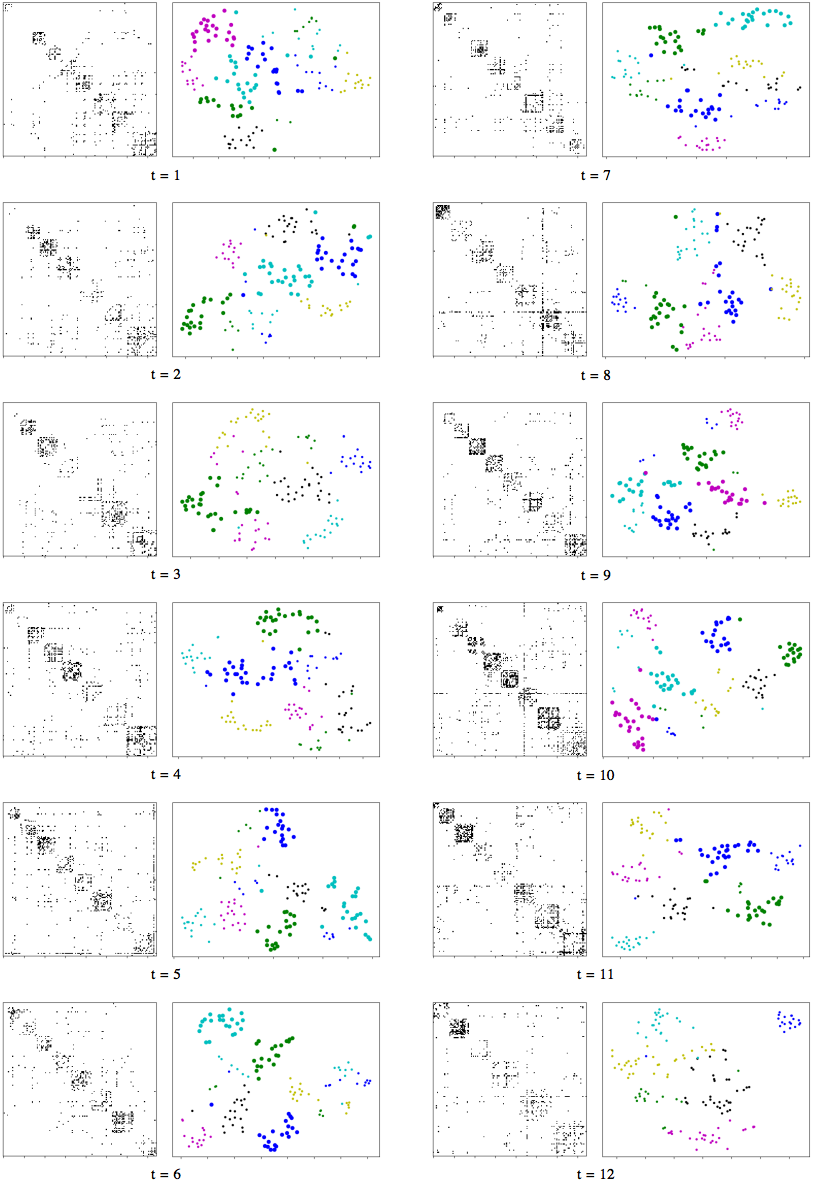 t = 1
t = 7
t = 2
t = 8
t = 3
t = 9
t = 4
t = 10
t = 5
t = 11
t = 6
t = 12